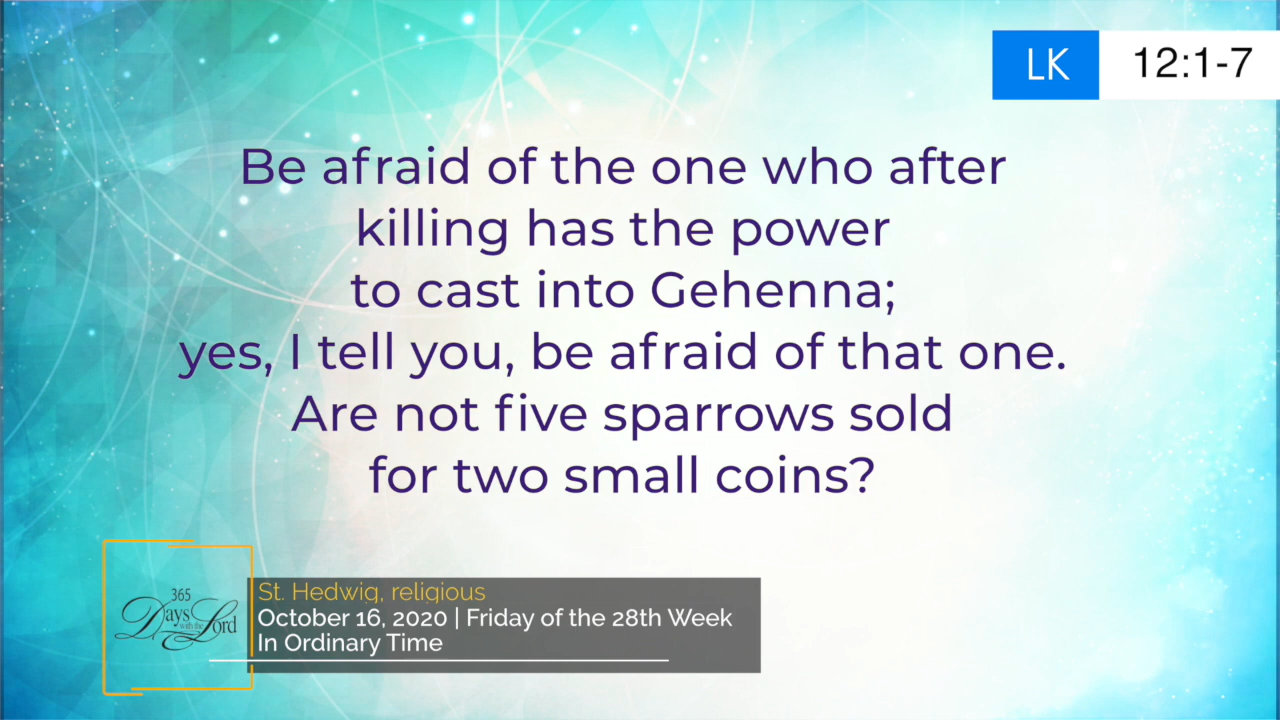 LK 12:1-7
Be afraid of the one who after
killing has the power
to cast into Gehenna;
yes, I tell you, be afraid of that one.
Are not five sparrows sold
for two small coins?
365
Days with the Lord
St. Hedwig, religious
October 16, 2020 | Friday of the 28th Week
In Ordinary Time